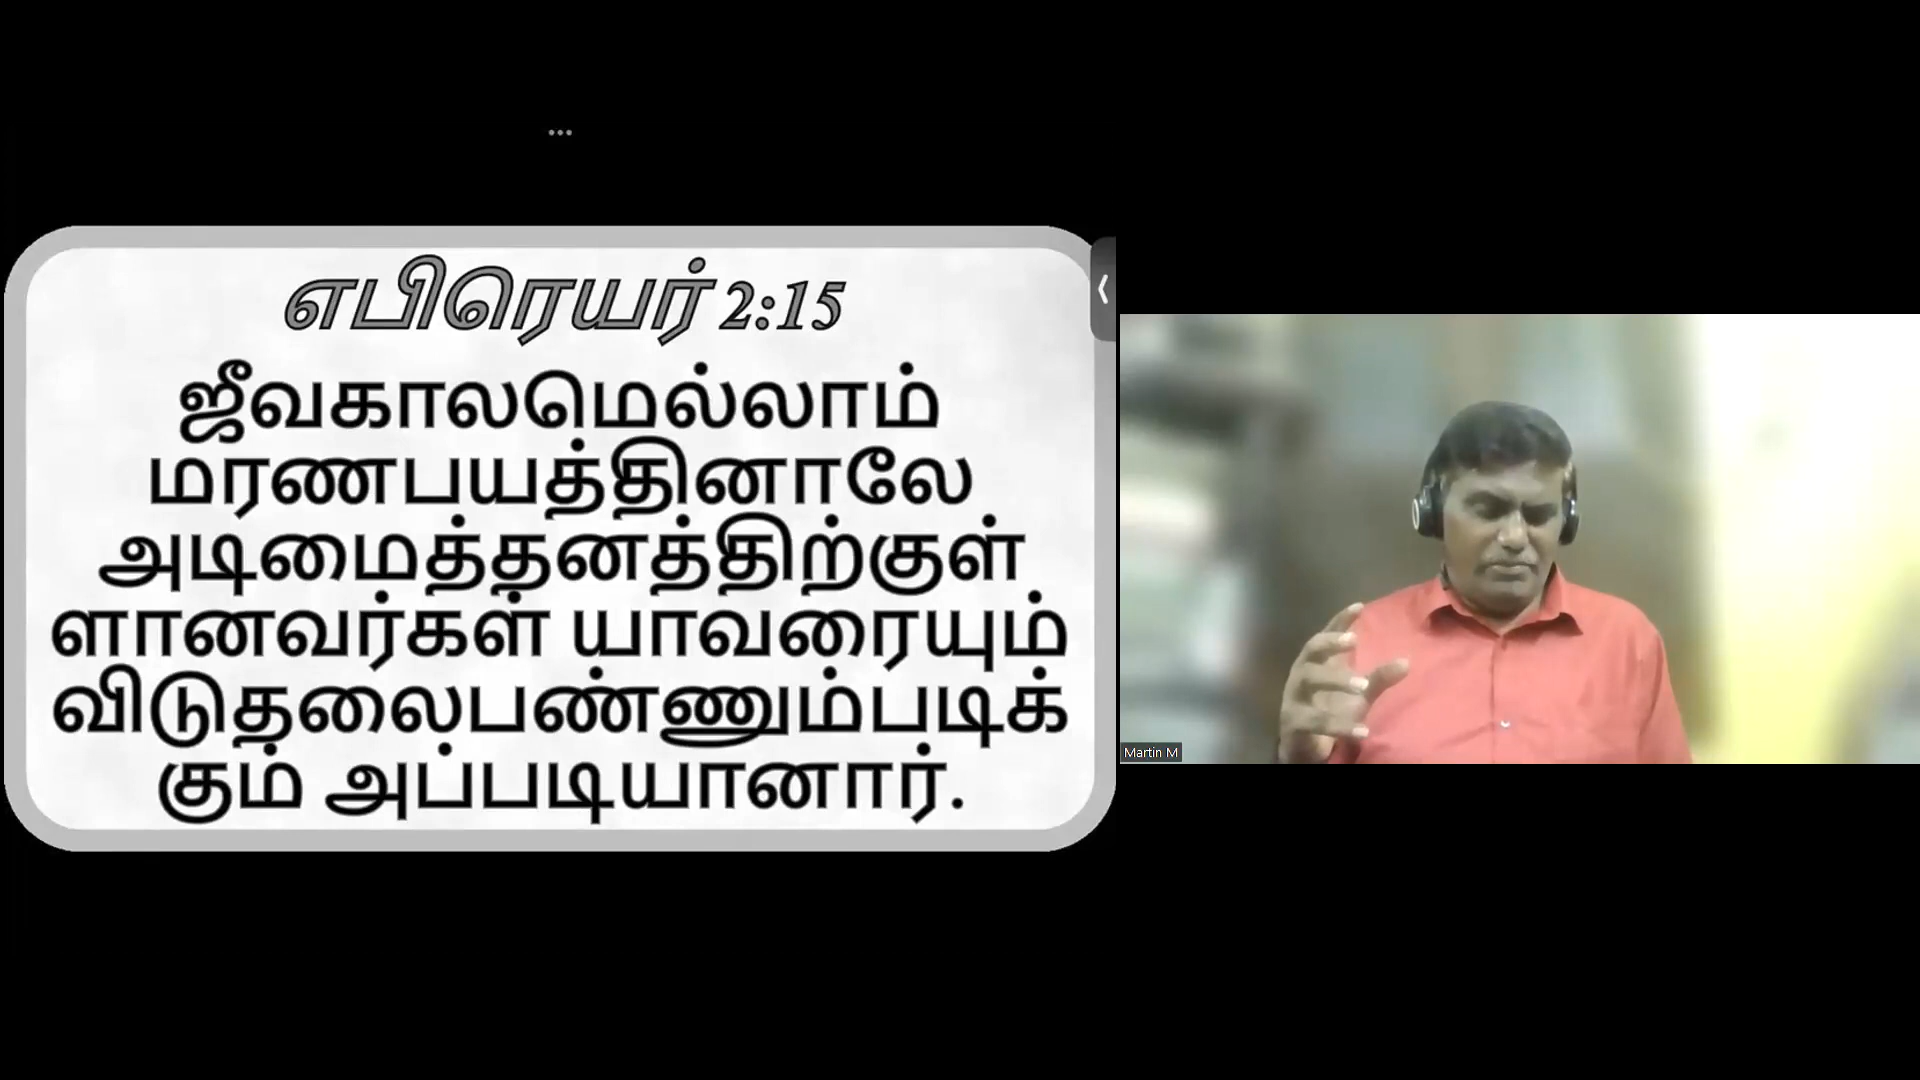 எபிரெயர் 2:15
ஜீவகாலமெல்லாம்
மரணபயத்தினாலே
அடிமைத்தனத்திற்குள்
ளானவர்கள் யாவரையும்
விடுதலைபண்ணும்படிக்
கும் அப்படியானார்.
Martin M